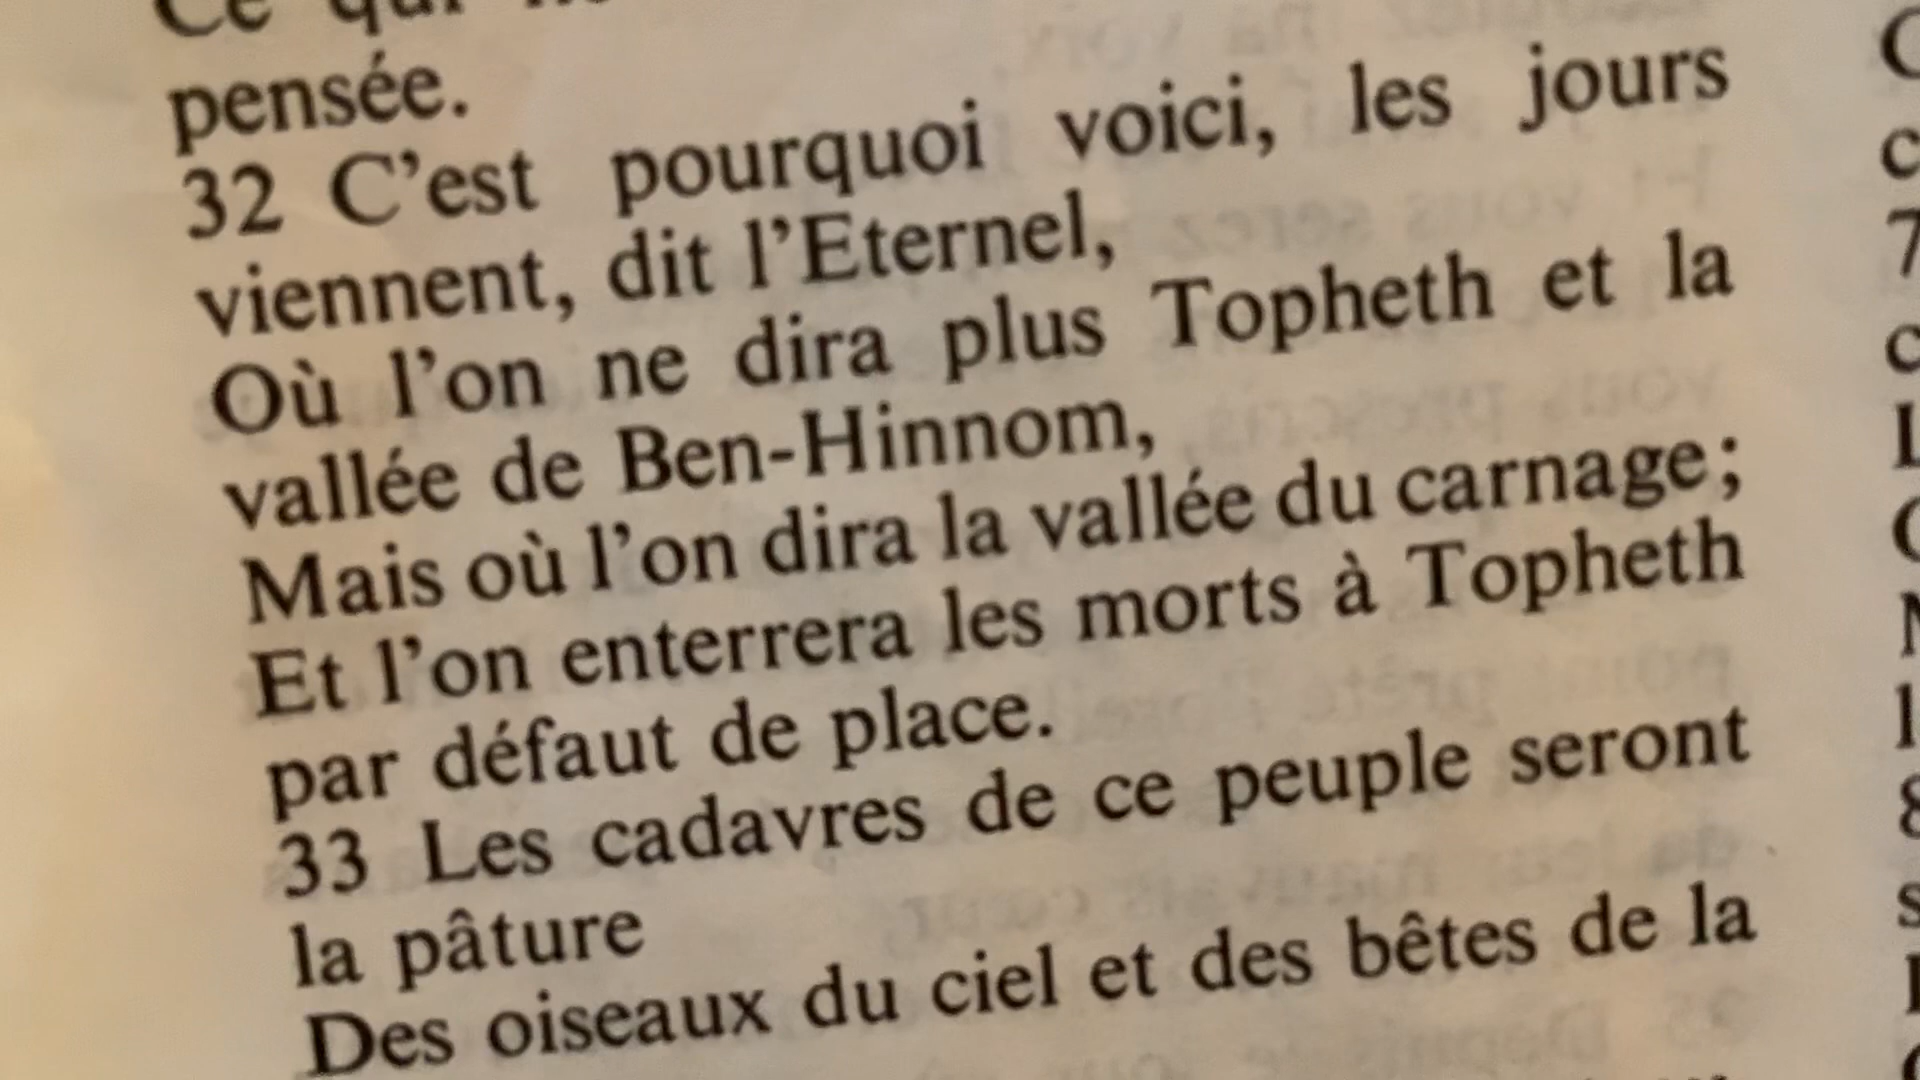 Ce qui
pensée.
32 C'est pourquoi voici, les jours
viennent, dit l'Eternel,
Où l'on ne dira plus Topheth et la
vallée de Ben-Hinnom,
Mais où l'on dira la vallée du carnage;
Et l'on enterrera les morts à Topheth
par défaut de place.
33 Les cadavres de ce peuple seront
la pâture
Des oiseaux du ciel et des bêtes de la